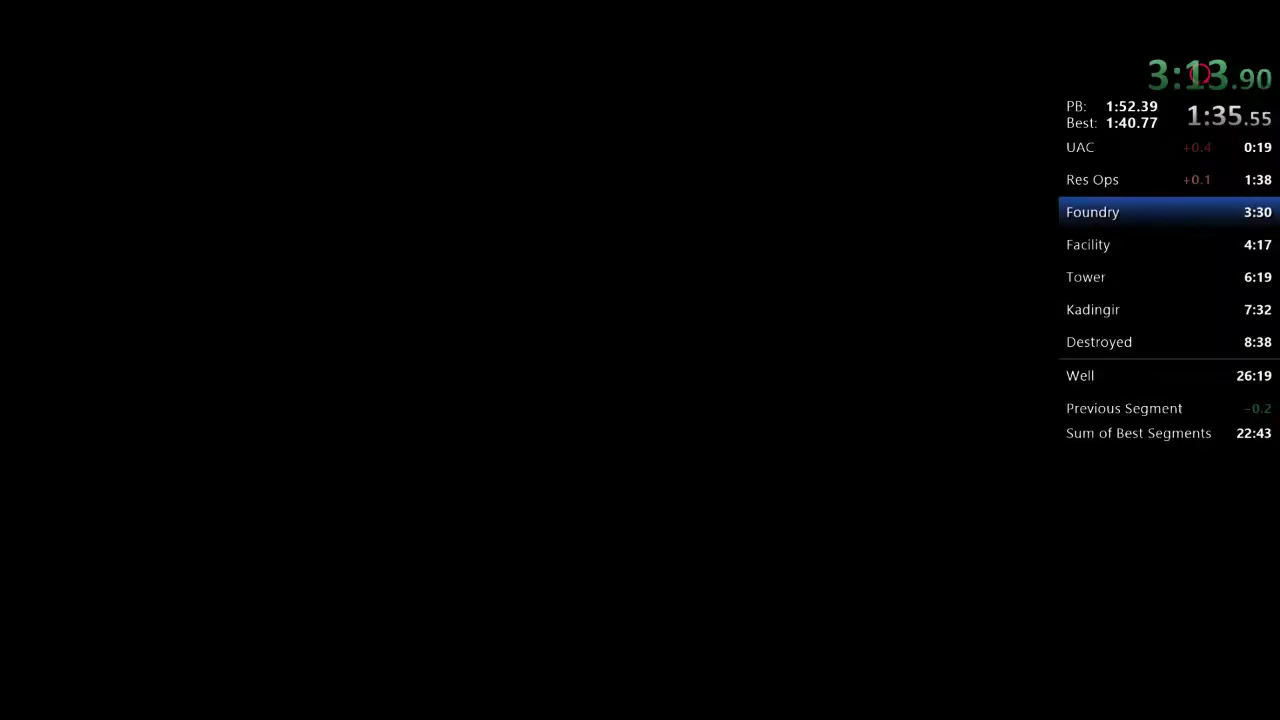 3:13.90
PB: 1:52.39 1:35.55
Best: 1:40.77
UAC +0.4 0:19
Res Ops +0.1 1:38
Foundry 3:30
Facility 4:17
Tower 6:19
Kadingir 7:32
Destroyed 8:38
Well 26:19
Previous Segment −0.2
Sum of Best Segments 22:43